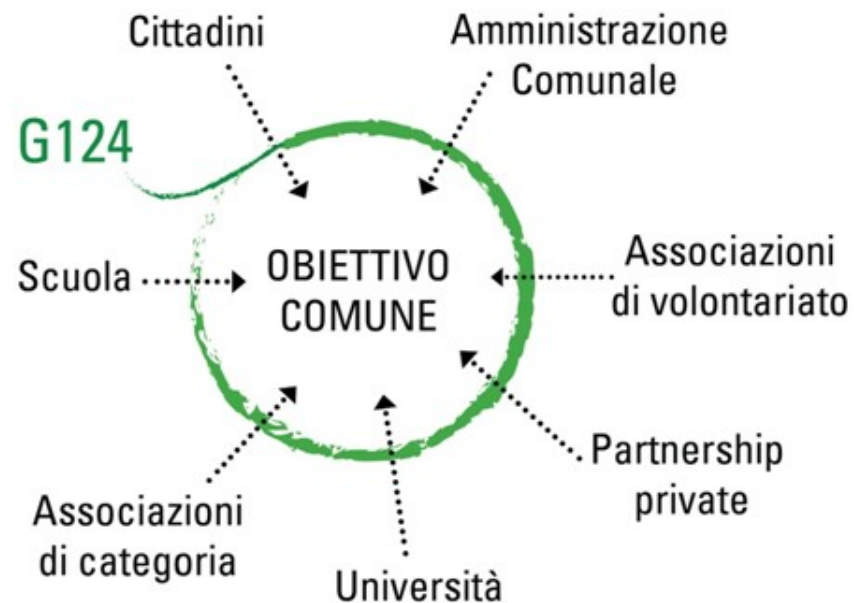 Cittadini
Amministrazione
Comunale
G124
Scuola
OBIETTIVO
COMUNE
Associazioni
di volontariato
Partnership
private
Associazioni
di categoria
Università